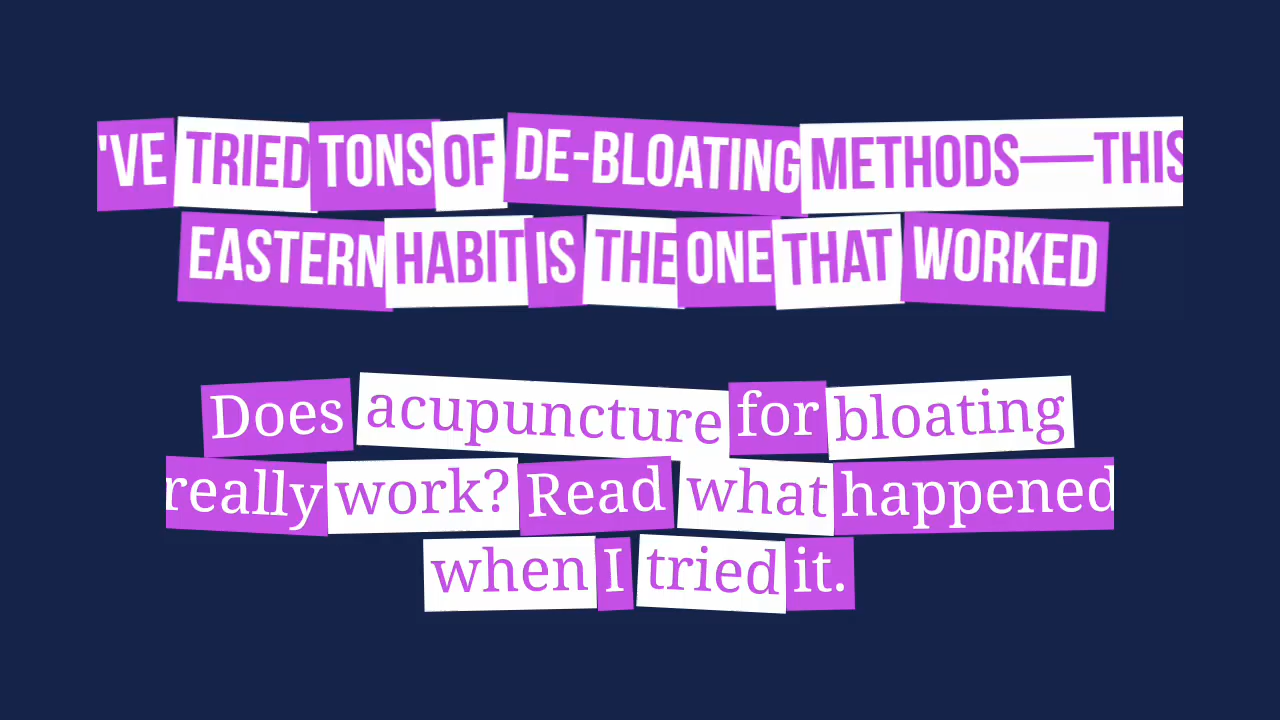 'VE TRIED TONS OF DE-BLOATING METHODS—THIS
EASTERN HABIT IS THE ONE THAT WORKED
Does acupuncture for bloating
really work? Read what happened
when I tried it.